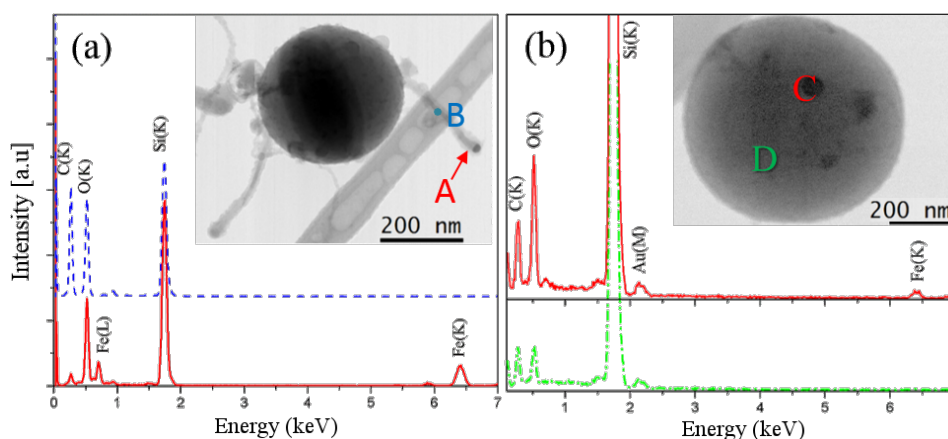 (a)
Intensity [a.u]
C(K)
O(K)
Fe(L)
Si(K)
Fe(K)
B
A
200 nm
0 1 2 3 4 5 6 7
Energy (keV)
(b)
C(K)
O(K)
Si(K)
Au(M)
Fe(K)
C
D
200 nm
1 2 3 4 5 6
Energy (keV)